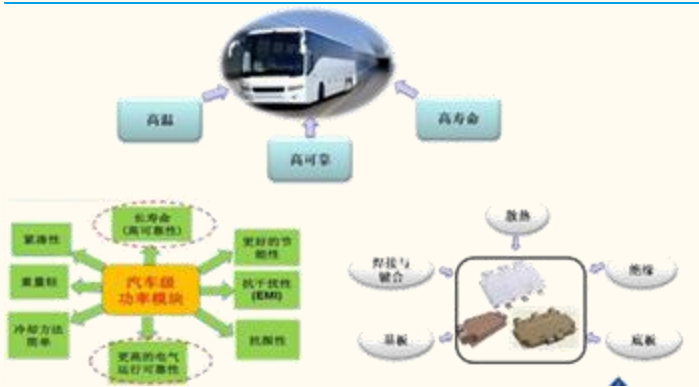 高温
高可靠
高寿命
长寿命
(高可靠性)
紧凑性
重量轻
冷却方法
简单
汽车级
功率模块
更好的节
能性
抗干扰性
(EMI)
抗振性
更高的电气
运行可靠性
散热
焊接与
键合
绝缘
基板
底板